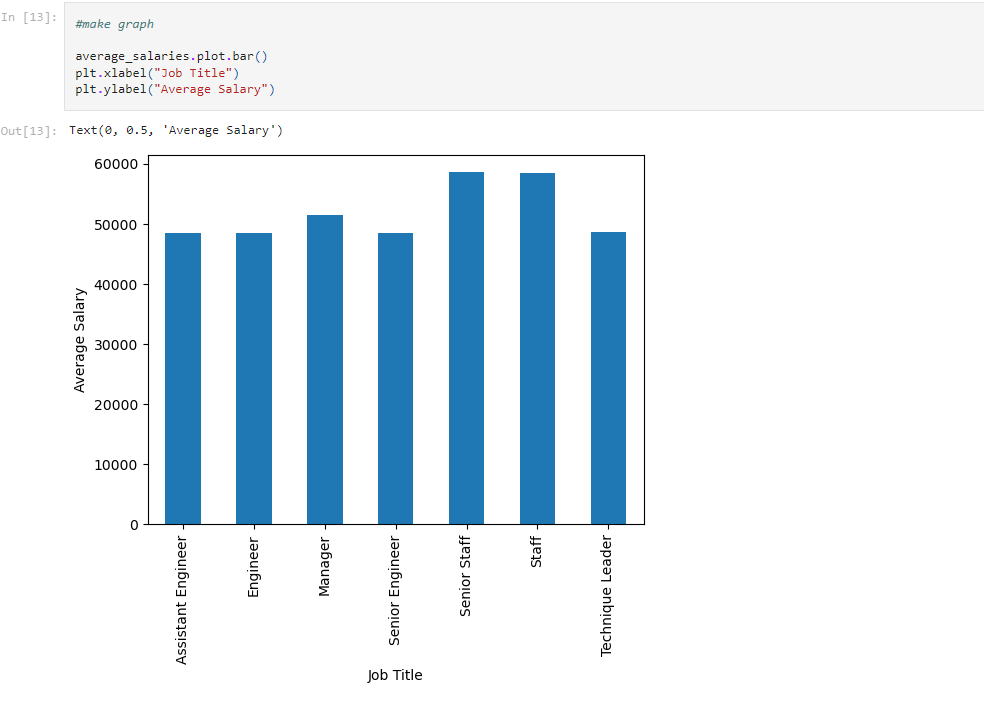 In [13]:
#make graph
average_salaries.plot.bar()
plt.xlabel("Job Title")
plt.ylabel("Average Salary")
Out[13]: Text(0, 0.5, 'Average Salary')
60000
50000
40000
30000
20000
10000
0
Average Salary
Assistant Engineer
Engineer
Manager
Senior Engineer
Senior Staff
Staff
Technique Leader
Job Title